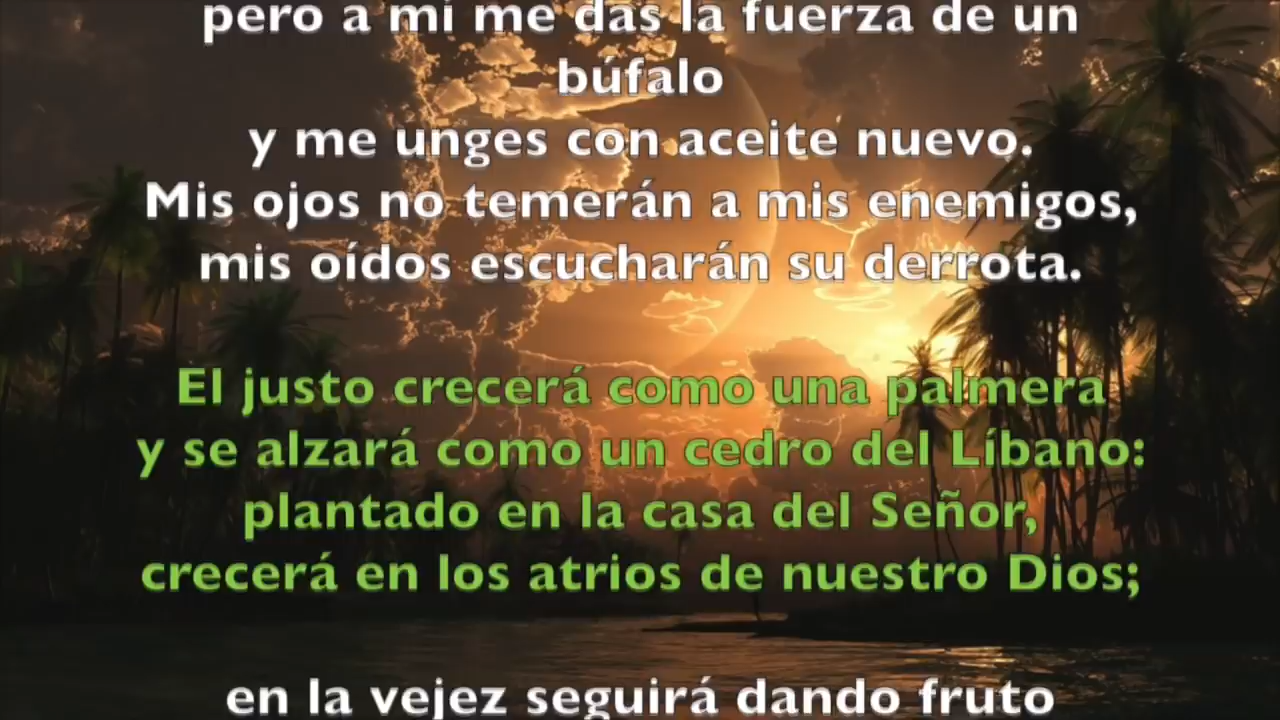 pero a mí me das la fuerza de un
búfalo
y me unges con aceite nuevo.
Mis ojos no temerán a mis enemigos,
mis oídos escucharán su derrota.
El justo crecerá como una palmera
y se alzará como un cedro del Líbano:
plantado en la casa del Señor,
crecerá en los atrios de nuestro Dios;
en la vejez seguirá dando fruto